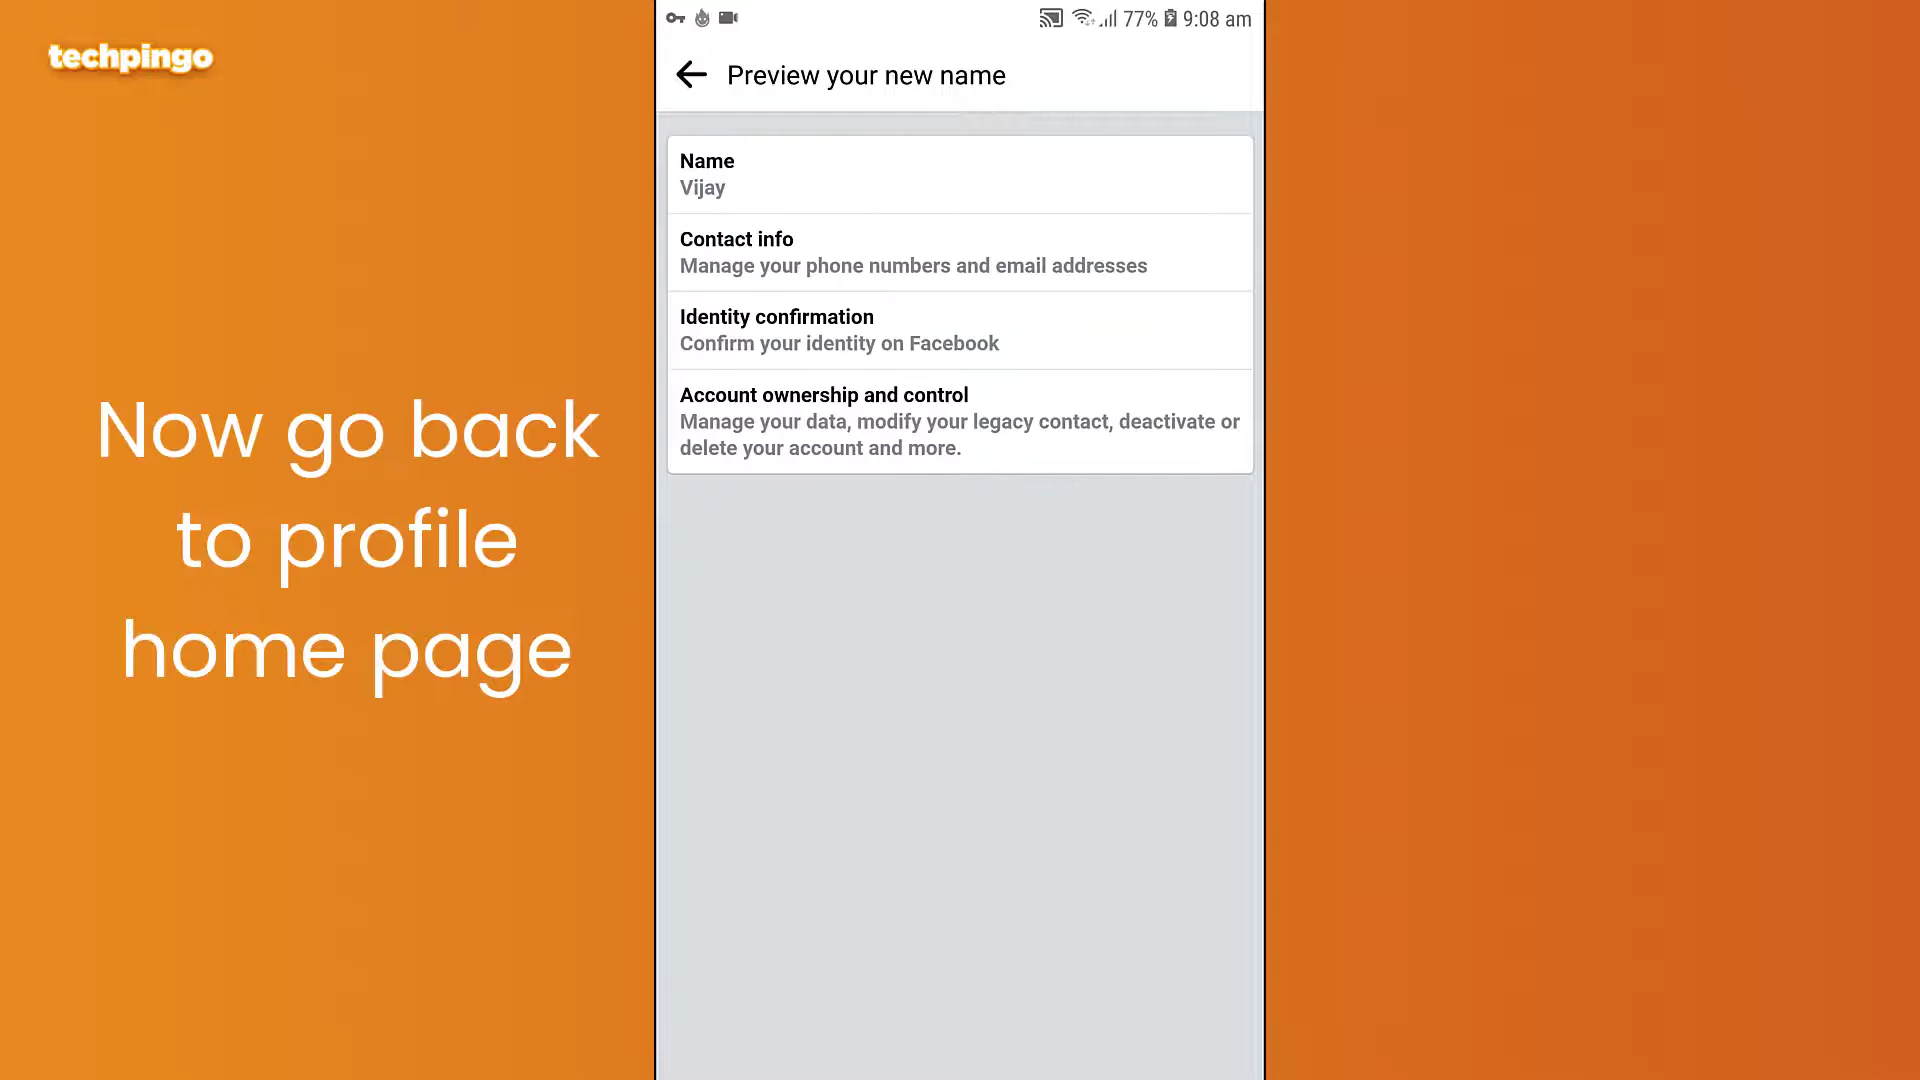 techpingo
Now go back
to profile
home page
77% 9:08 am
Preview your new name
Name
Vijay
Contact info
Manage your phone numbers and email addresses
Identity confirmation
Confirm your identity on Facebook
Account ownership and control
Manage your data, modify your legacy contact, deactivate or
delete your account and more.